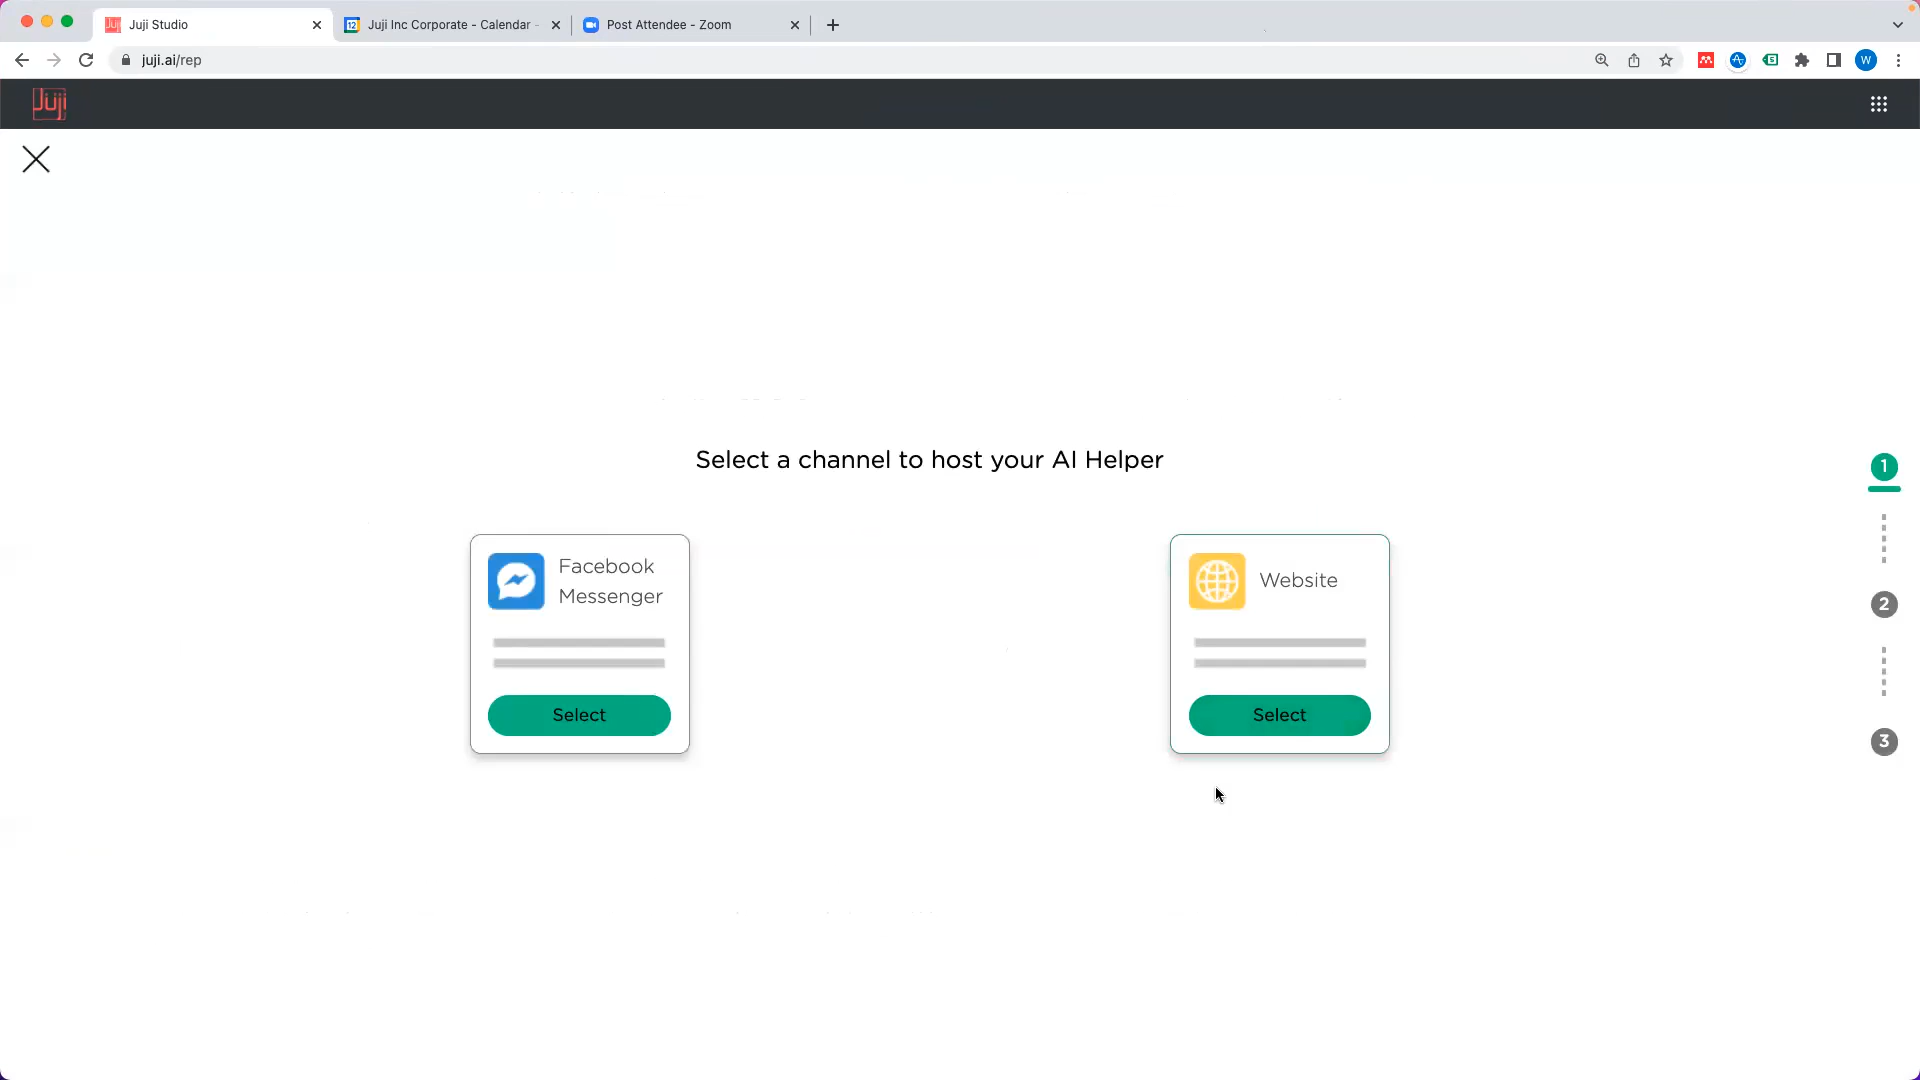 Juji Studio
12 Juji Inc Corporate - Calendar -
Post Attendee - Zoom
juji.ai/rep
W
Juji
Select a channel to host your AI Helper
Facebook
Messenger
Select
Website
Select
1
2
3